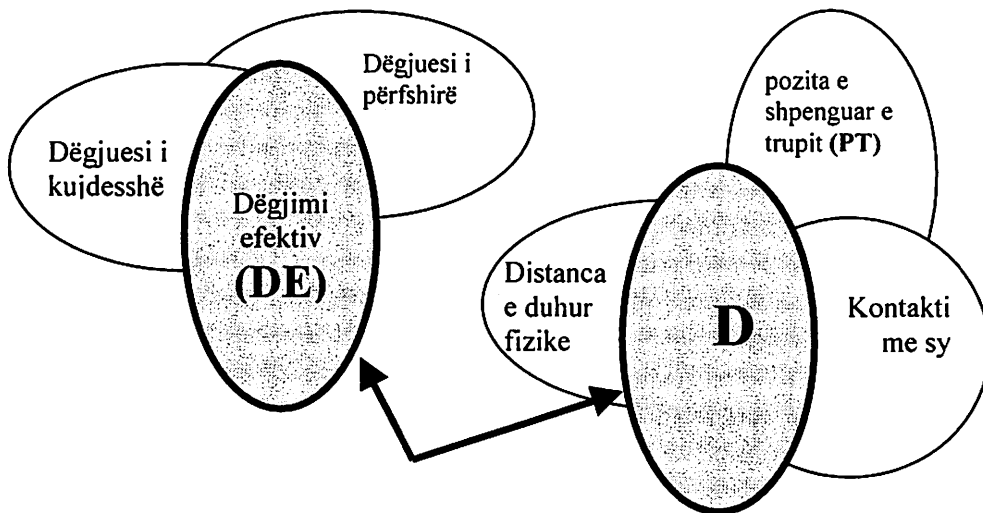 Dëgjuesi i
përfshirë
Dëgjuesi i
kujdesshë
Dëgjimi
efektiv
(DE)
pozita e
shpenguar e
trupit (PT)
Distanca
e duhur
fizike
D
Kontakti
me sy